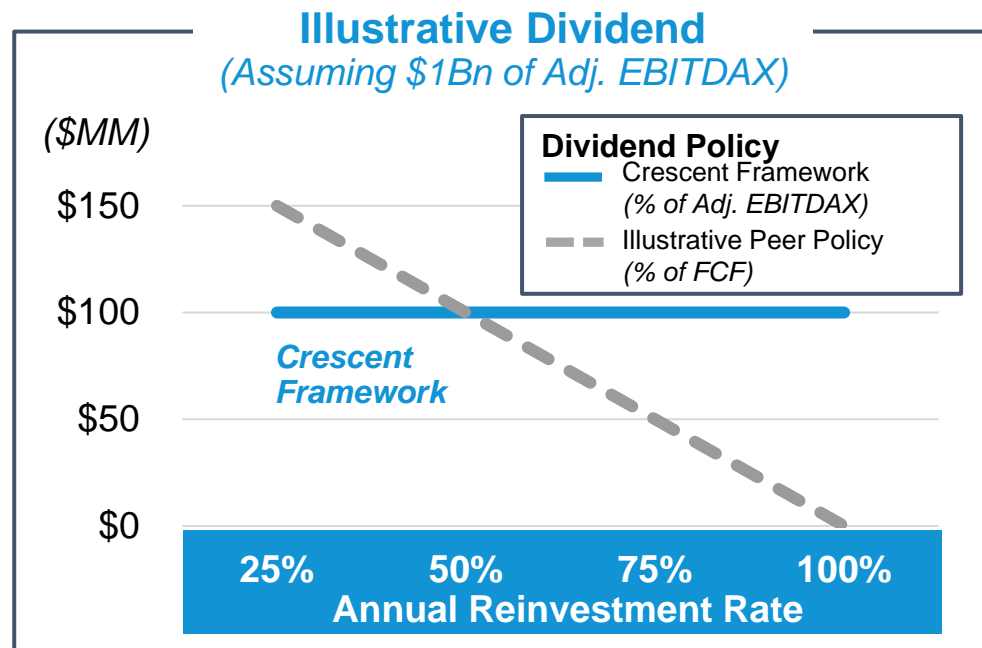 Illustrative Dividend
(Assuming $1Bn of Adj. EBITDAX)
($MM)
Dividend Policy
Crescent Framework
(% of Adj. EBITDAX)
Illustrative Peer Policy
(% of FCF)
$150
$100
$50
$0
Crescent
Framework
25% 50% 75% 100%
Annual Reinvestment Rate